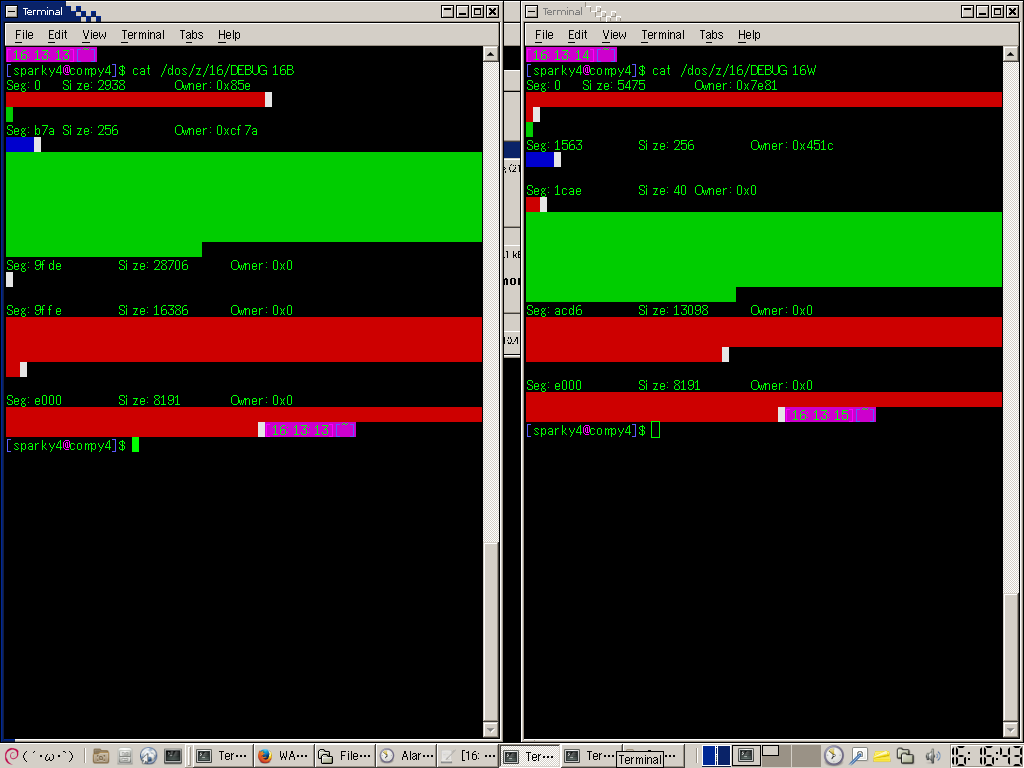 Terminal
File Edit View Terminal Tabs Help
[16:13:13][~]
[sparky4@compy4]$ cat /dos/z/16/DEBUG.16B
Seg:0 Size:2938 Owner:0x85e
Seg:b7a Size:256 Owner:0xcf7a
Seg:9fde Size:28706 Owner:0x0
Seg:9ffe Size:16386 Owner:0x0
Seg:e000 Size:8191 Owner:0x0
[16:13:13][~]
[sparky4@compy4]$
Terminal
File Edit View Terminal Tabs Help
[16:13:14][~]
[sparky4@compy4]$ cat /dos/z/16/DEBUG.16W
Seg:0 Size:5475 Owner:0x7e81
Seg:1563 Size:256 Owner:0x451c
Seg:1cae Size:40 Owner:0x0
Seg:acd6 Size:13098 Owner:0x0
Seg:e000 Size:8191 Owner:0x0
[16:13:15][~]
[sparky4@compy4]$
(´･ω･`) Ter··· WA··· File··· Alar··· [16: ··· Ter··· Ter··· Terminal 16:16:43